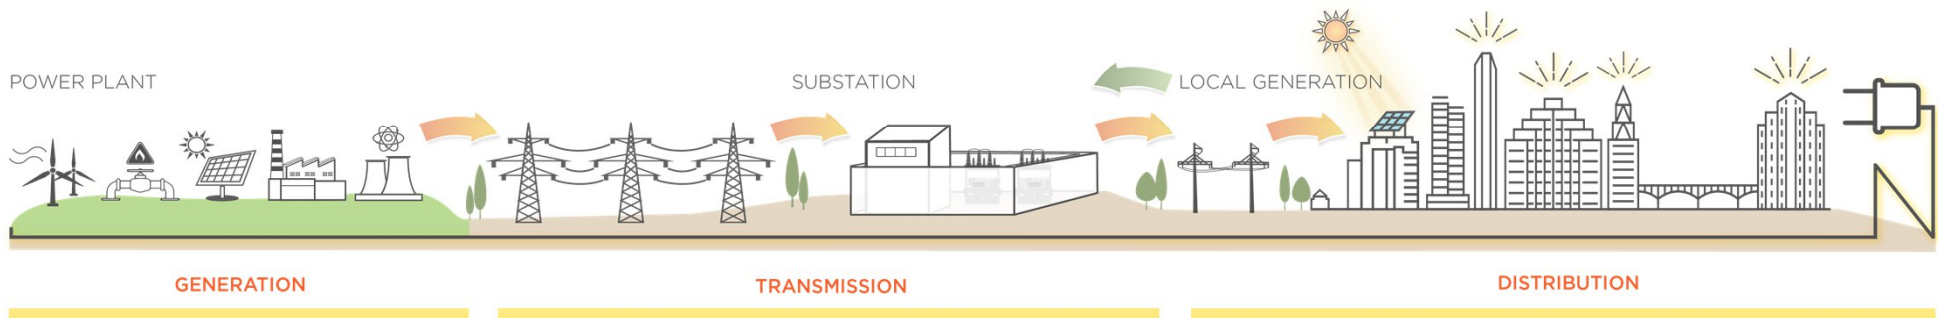 POWER PLANT
SUBSTATION
LOCAL GENERATION
GENERATION
TRANSMISSION
DISTRIBUTION